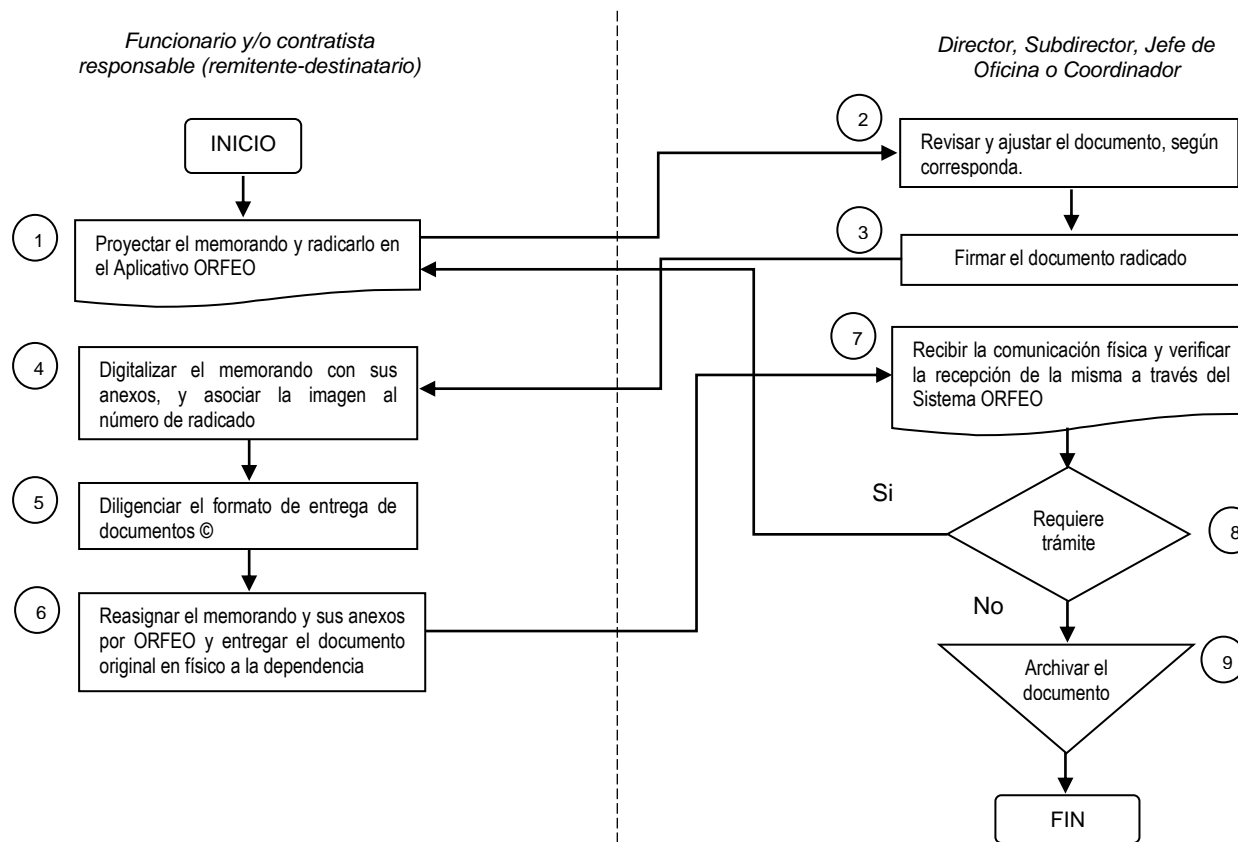 Funcionario y/o contratista
responsable (remitente-destinatario)
Director, Subdirector, Jefe de
Oficina o Coordinador
INICIO
1
Proyectar el memorando y radicarlo en
el Aplicativo ORFEO
2
Revisar y ajustar el documento, según
corresponda.
3
Firmar el documento radicado
4
Digitalizar el memorando con sus
anexos, y asociar la imagen al
número de radicado
5
Diligenciar el formato de entrega de
documentos ©
6
Reasignar el memorando y sus anexos
por ORFEO y entregar el documento
original en físico a la dependencia
7
Recibir la comunicación física y verificar
la recepción de la misma a través del
Sistema ORFEO
Si
Requiere
trámite
8
No
Archivar el
documento
9
FIN